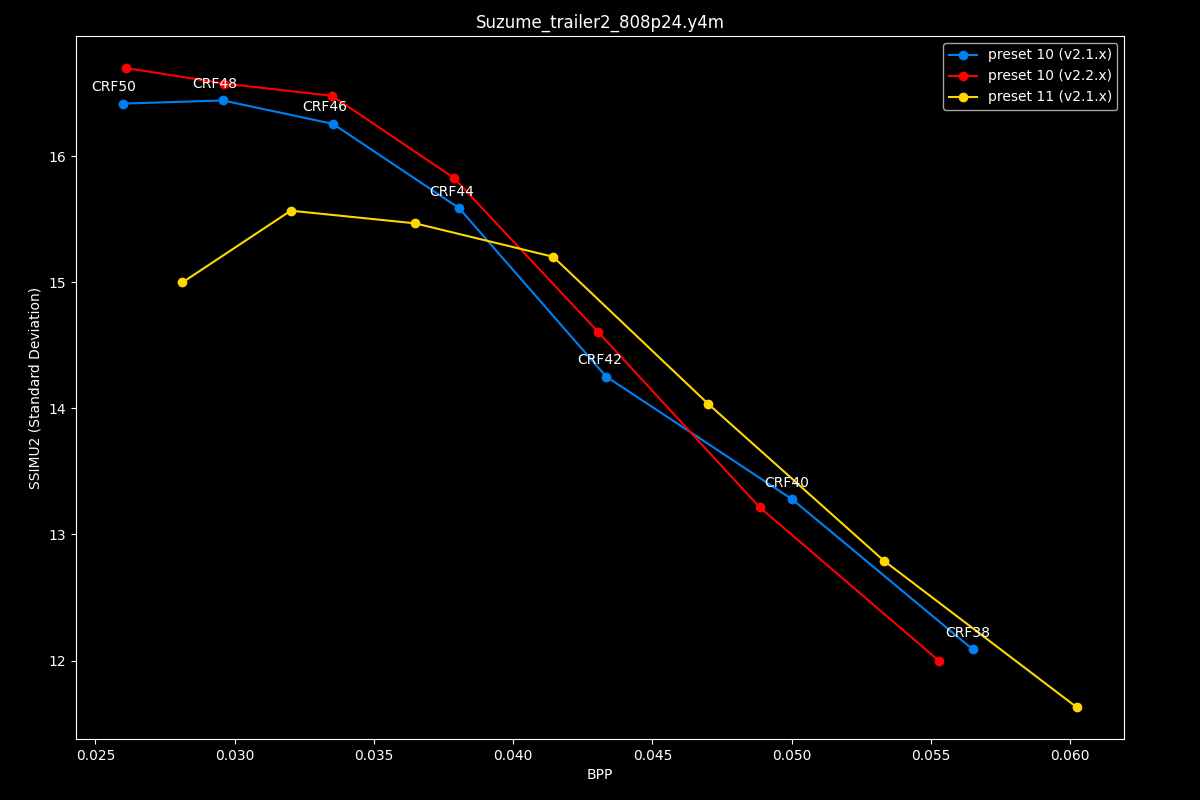 Suzume_trailer2_808p24.y4m
preset 10 (v2.1.x)
preset 10 (v2.2.x)
preset 11 (v2.1.x)
CRF50
CRF48
CRF46
CRF44
CRF42
CRF40
CRF38
16
15
14
13
12
SSIMU2 (Standard Deviation)
0.025
0.030
0.035
0.040
0.045
0.050
0.055
0.060
BPP